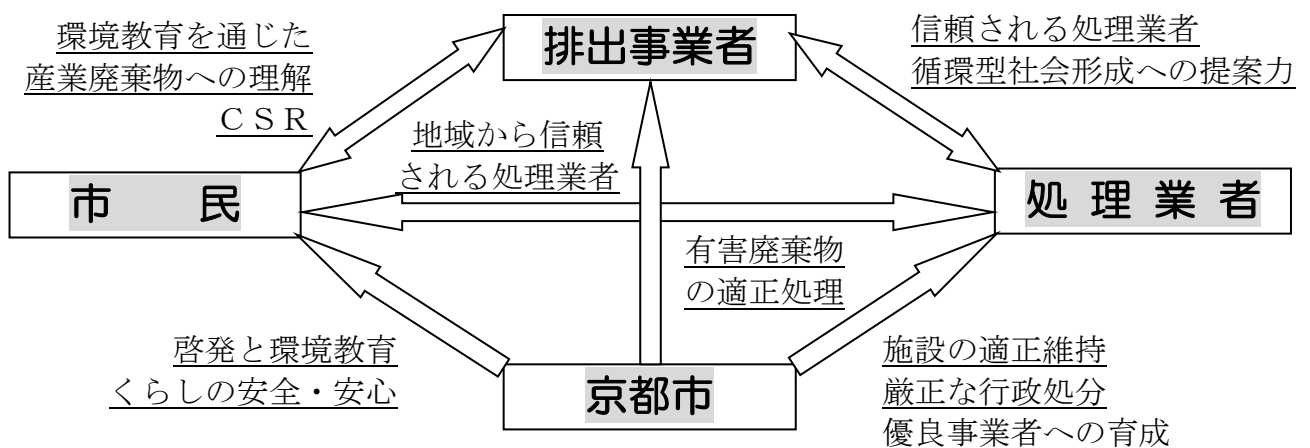 環境教育を通じた
産業廃棄物への理解
ＣＳＲ
排出事業者
信頼される処理業者
循環型社会形成への提案力
地域から信頼
される処理業者
市　　民
処 理 業 者
有害廃棄物
の適正処理
啓発と環境教育
くらしの安全・安心
京都市
施設の適正維持
厳正な行政処分
優良事業者への育成